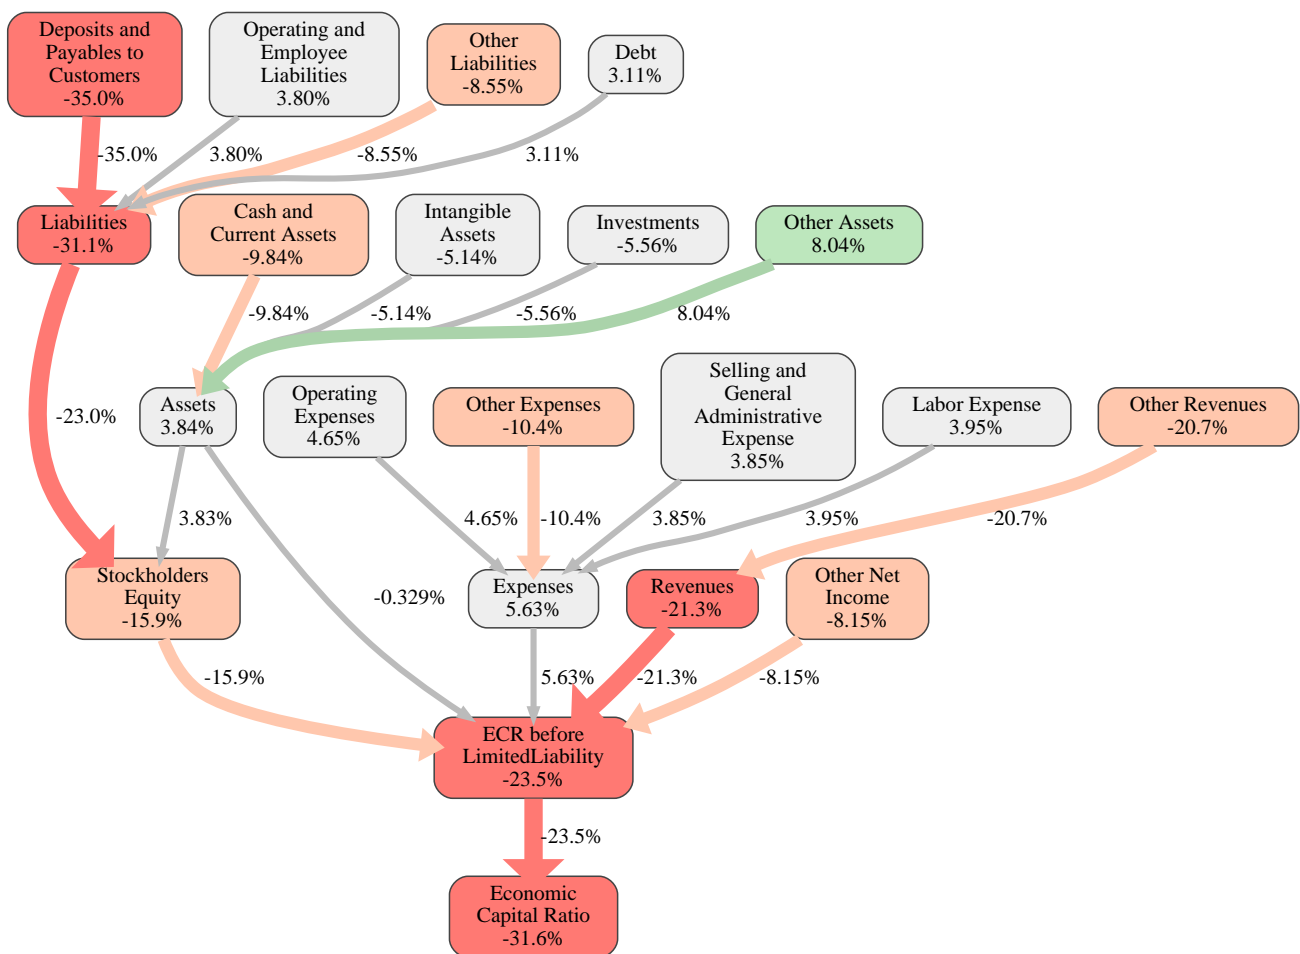 Deposits and
Payables to
Customers
-35.0%
Operating and
Employee
Liabilities
3.80%
Other
Liabilities
-8.55%
Debt
3.11%
-35.0%
3.80%
-8.55%
3.11%
Liabilities
-31.1%
Cash and
Current Assets
-9.84%
Intangible
Assets
-5.14%
Investments
-5.56%
Other Assets
8.04%
-9.84%
-5.14%
-5.56%
8.04%
-23.0%
Assets
3.84%
Operating
Expenses
4.65%
Other Expenses
-10.4%
Selling and
General
Administrative
Expense
3.85%
Labor Expense
3.95%
Other Revenues
-20.7%
3.83%
4.65%
-10.4%
3.85%
3.95%
-20.7%
Stockholders
Equity
-15.9%
-0.329%
Expenses
5.63%
Revenues
-21.3%
Other Net
Income
-8.15%
-15.9%
5.63%
-21.3%
-8.15%
ECR before
LimitedLiability
-23.5%
-23.5%
Economic
Capital Ratio
-31.6%